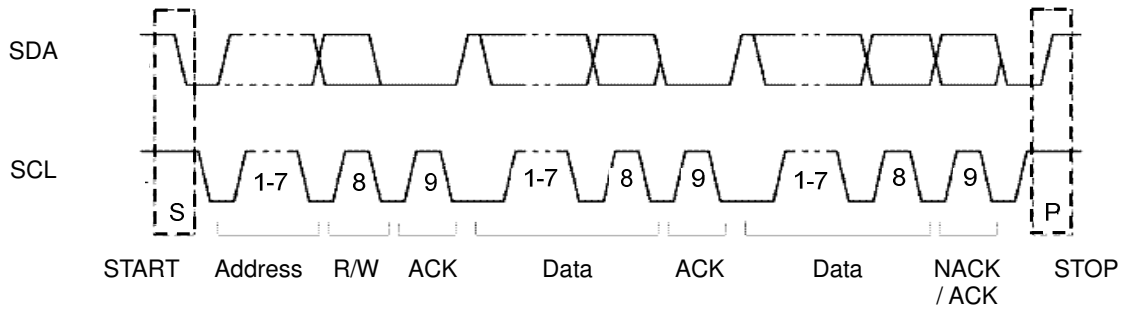 SDA
SCL
1-7 8 9 1-7 8 9 1-7 8 9
S P
START Address R/W ACK Data ACK Data NACK / ACK STOP